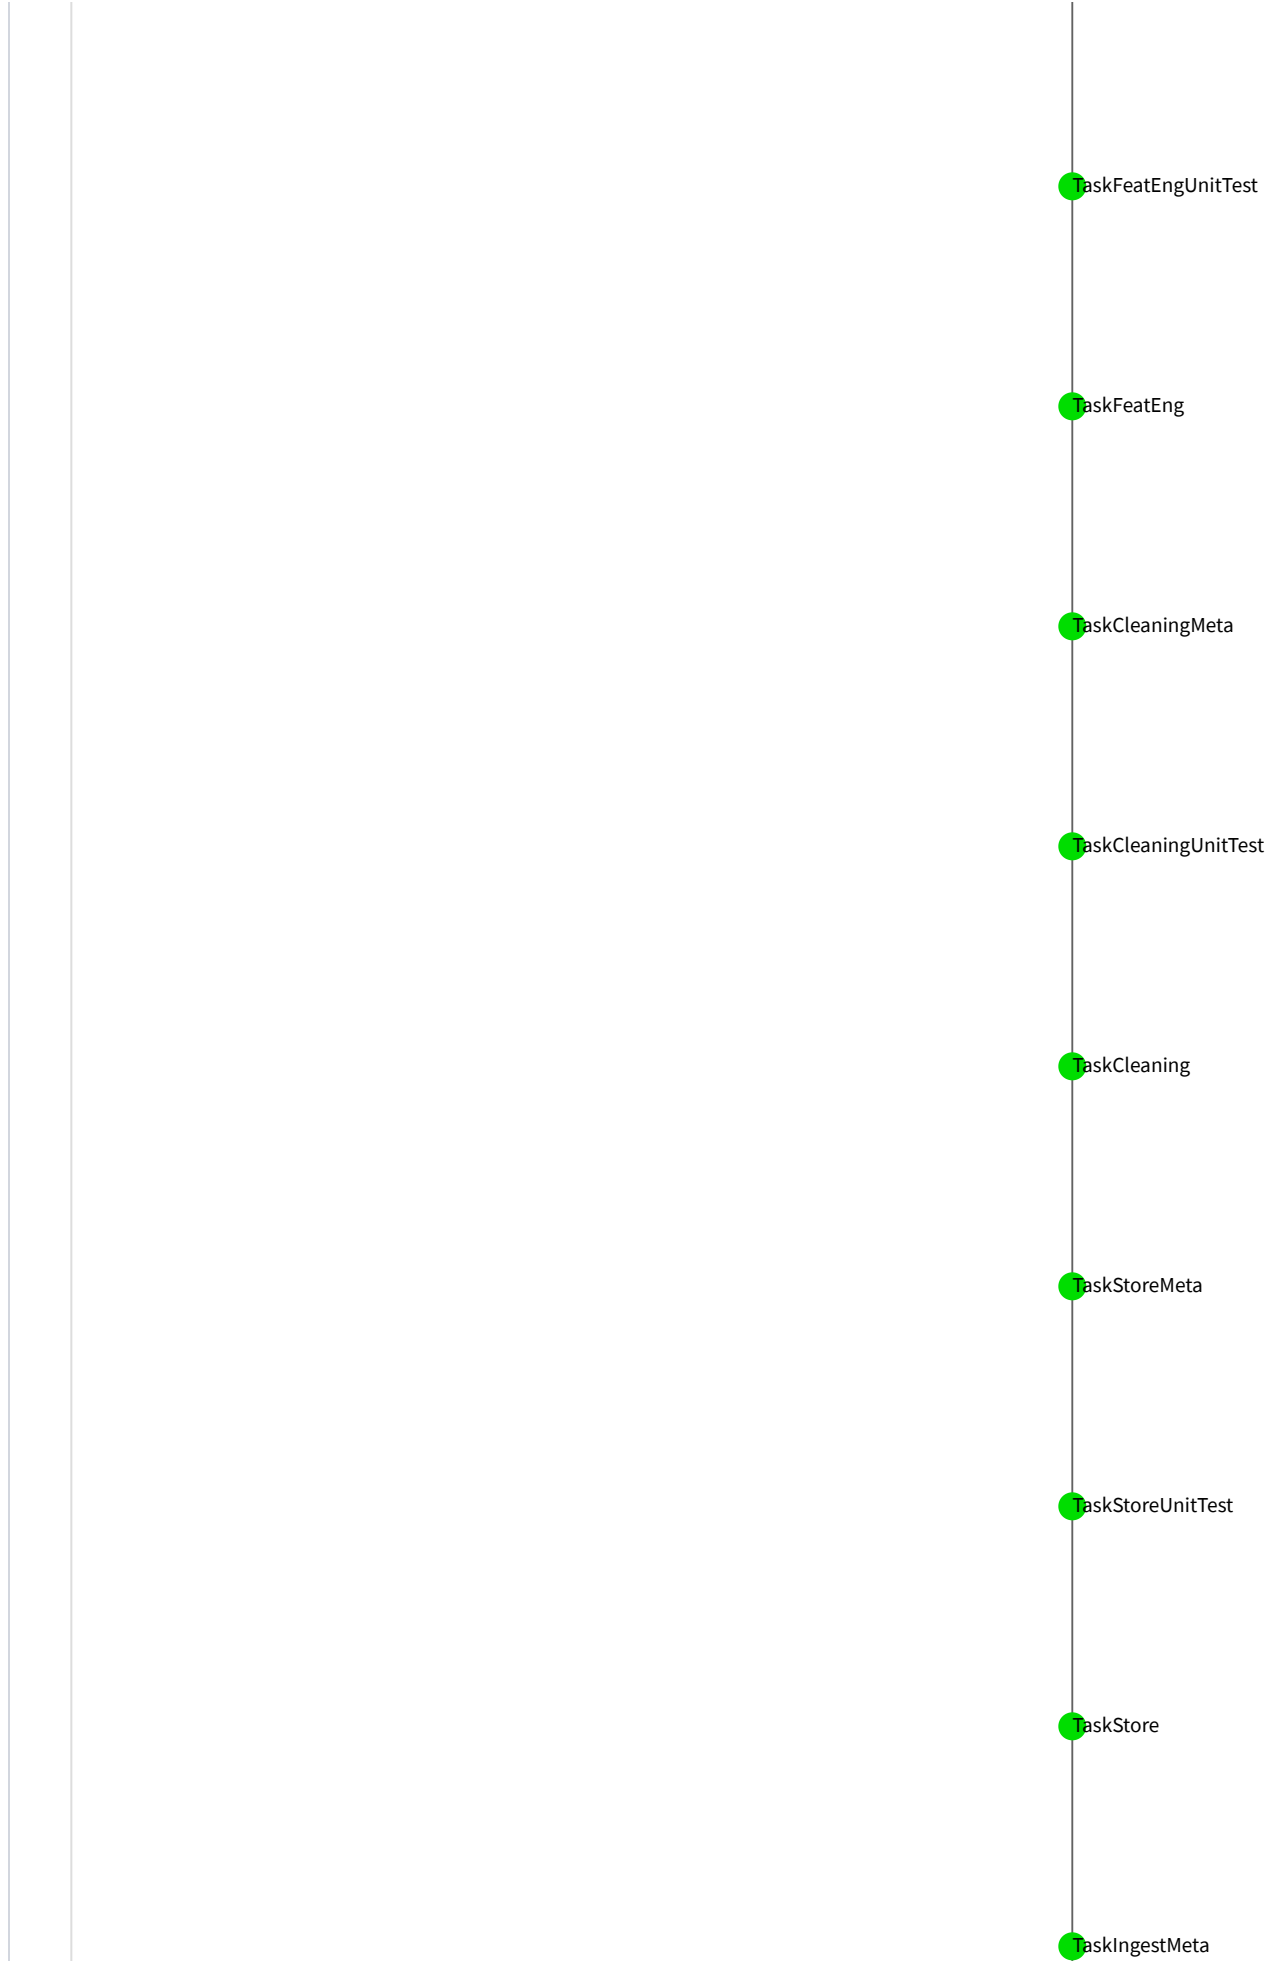 TaskFeatEngUnitTest
TaskFeatEng
TaskCleaningMeta
TaskCleaningUnitTest
TaskCleaning
TaskStoreMeta
TaskStoreUnitTest
TaskStore
TaskIngestMeta